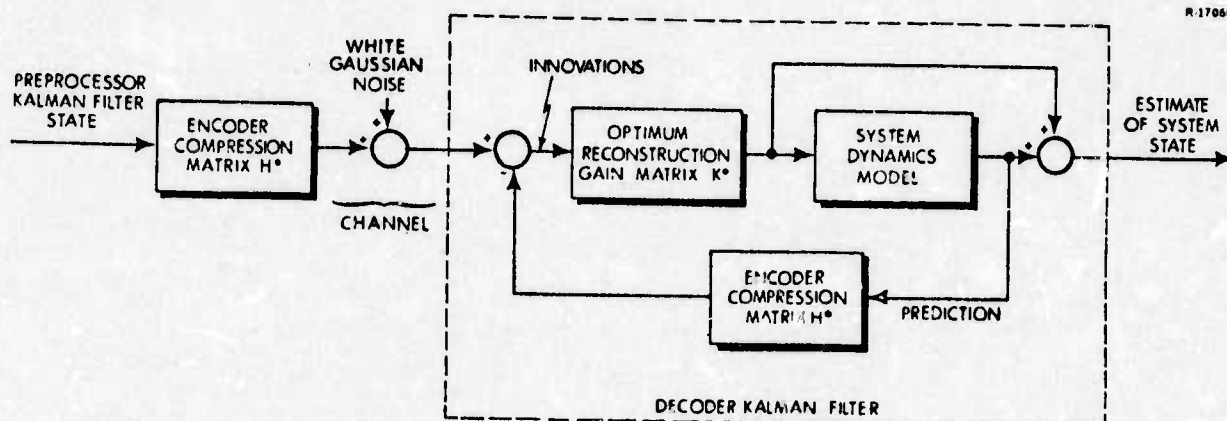 R-1706
PREPROCESSOR
KALMAN FILTER
STATE
ENCODER
COMPRESSION
MATRIX H*
WHITE
GAUSSIAN
NOISE
+
+
CHANNEL
+
-
INNOVATIONS
OPTIMUM
RECONSTRUCTION
GAIN MATRIX K*
SYSTEM
DYNAMICS
MODEL
+
+
ESTIMATE
OF SYSTEM
STATE
ENCODER
COMPRESSION
MATRIX H*
PREDICTION
DECODER KALMAN FILTER